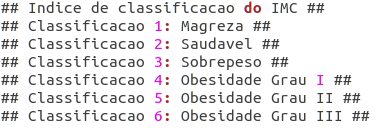 ## Indice de classificacao do IMC ##
## Classificacao 1: Magreza ##
## Classificacao 2: Saudavel ##
## Classificacao 3: Sobrepeso ##
## Classificacao 4: Obesidade Grau I ##
## Classificacao 5: Obesidade Grau II ##
## Classificacao 6: Obesidade Grau III ##